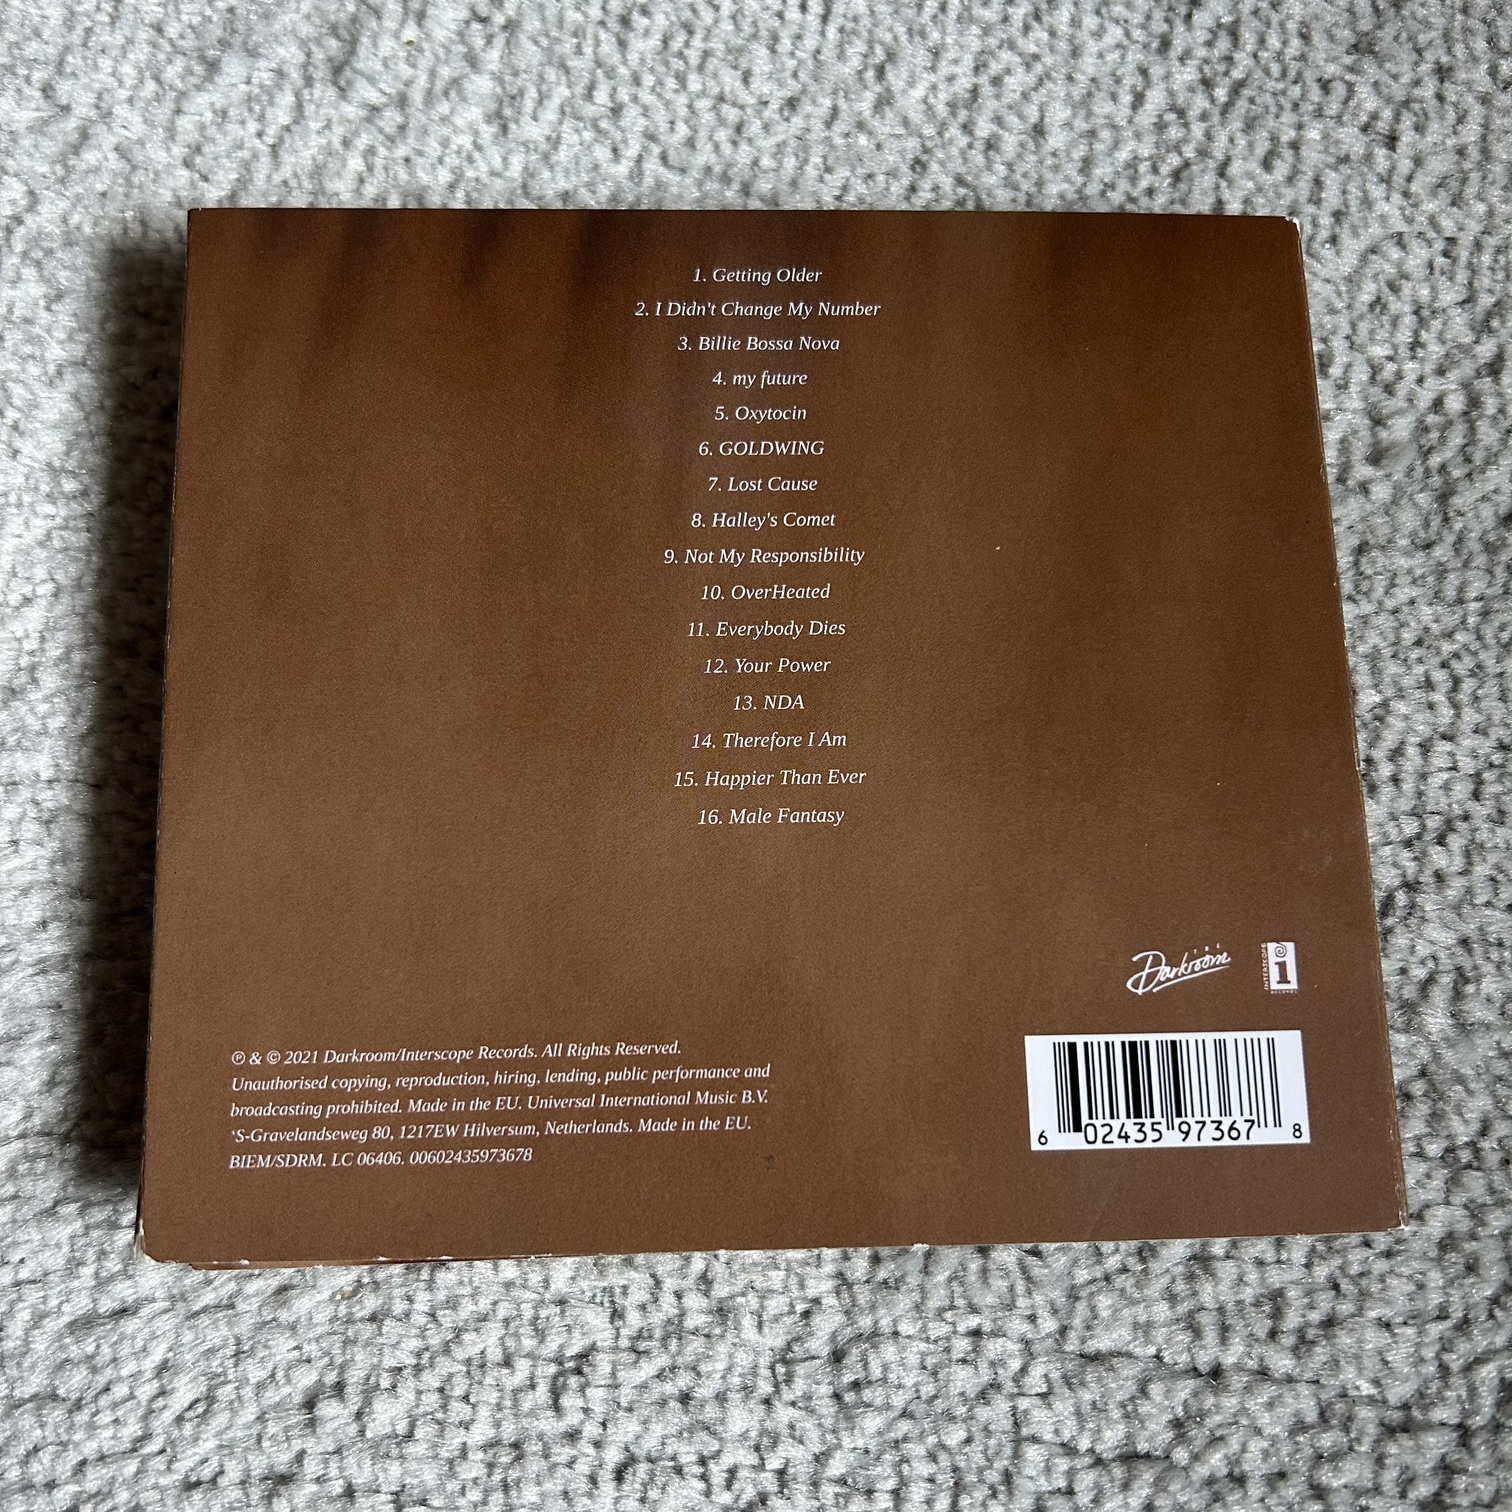 1. Getting Older
2. I Didn't Change My Number
3. Billie Bossa Nova
4. my future
5. Oxytocin
6. GOLDWING
7. Lost Cause
8. Halley's Comet
9. Not My Responsibility
10. OverHeated
11. Everybody Dies
12. Your Power
13. NDA
14. Therefore I Am
15. Happier Than Ever
16. Male Fantasy
THE
Darkroom
INTERSCOPE
i
RECORDS
℗ & © 2021 Darkroom/Interscope Records. All Rights Reserved.
Unauthorised copying, reproduction, hiring, lending, public performance and
broadcasting prohibited. Made in the EU. Universal International Music B.V.
‘S-Gravelandseweg 80, 1217EW Hilversum, Netherlands. Made in the EU.
BIEM/SDRM. LC 06406. 00602435973678
6 02435 97367 8